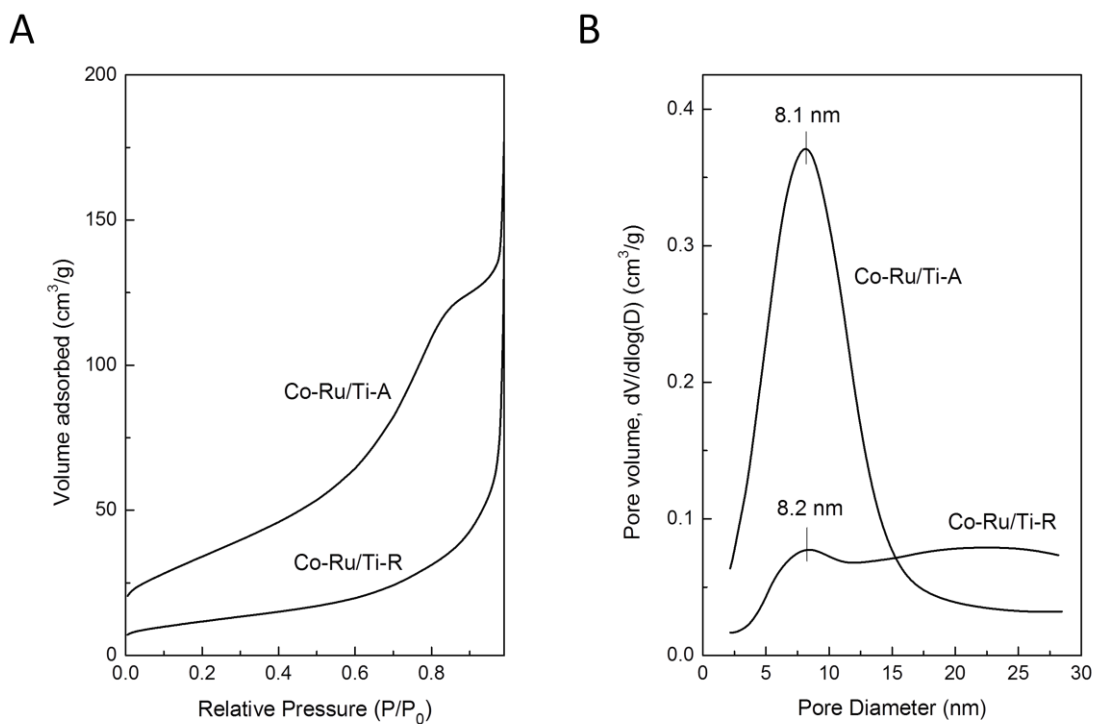 A
B
200
150
100
50
0
0.0 0.2 0.4 0.6 0.8
Volume adsorbed (cm³/g)
Relative Pressure (P/P₀)
Co-Ru/Ti-A
Co-Ru/Ti-R
0.4
0.3
0.2
0.1
0.0
0 5 10 15 20 25 30
Pore volume, dV/dlog(D) (cm³/g)
Pore Diameter (nm)
8.1 nm
Co-Ru/Ti-A
8.2 nm
Co-Ru/Ti-R